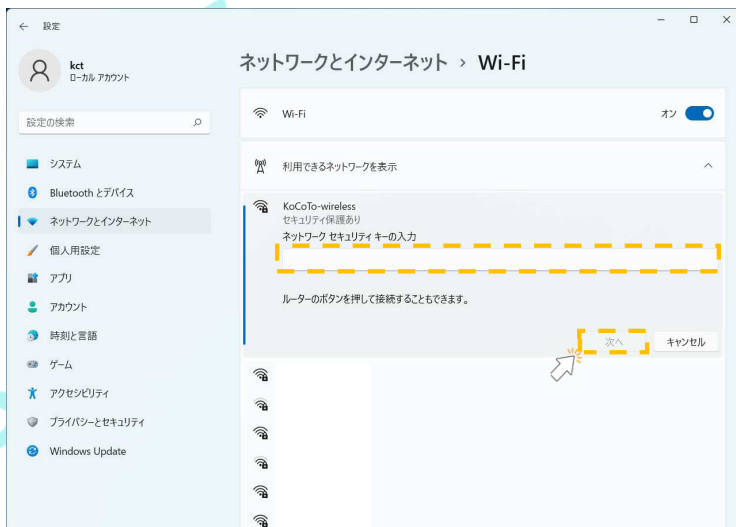 ← 設定
kct
ローカル アカウント
設定の検索
システム
Bluetooth とデバイス
ネットワークとインターネット
個人用設定
アプリ
アカウント
時刻と言語
ゲーム
アクセシビリティ
プライバシーとセキュリティ
Windows Update
ネットワークとインターネット › Wi-Fi
Wi-Fi
オン
利用できるネットワークを表示
KoCoTo-wireless
セキュリティ保護あり
ネットワーク セキュリティ キーの入力
ルーターのボタンを押して接続することもできます。
次へ
キャンセル